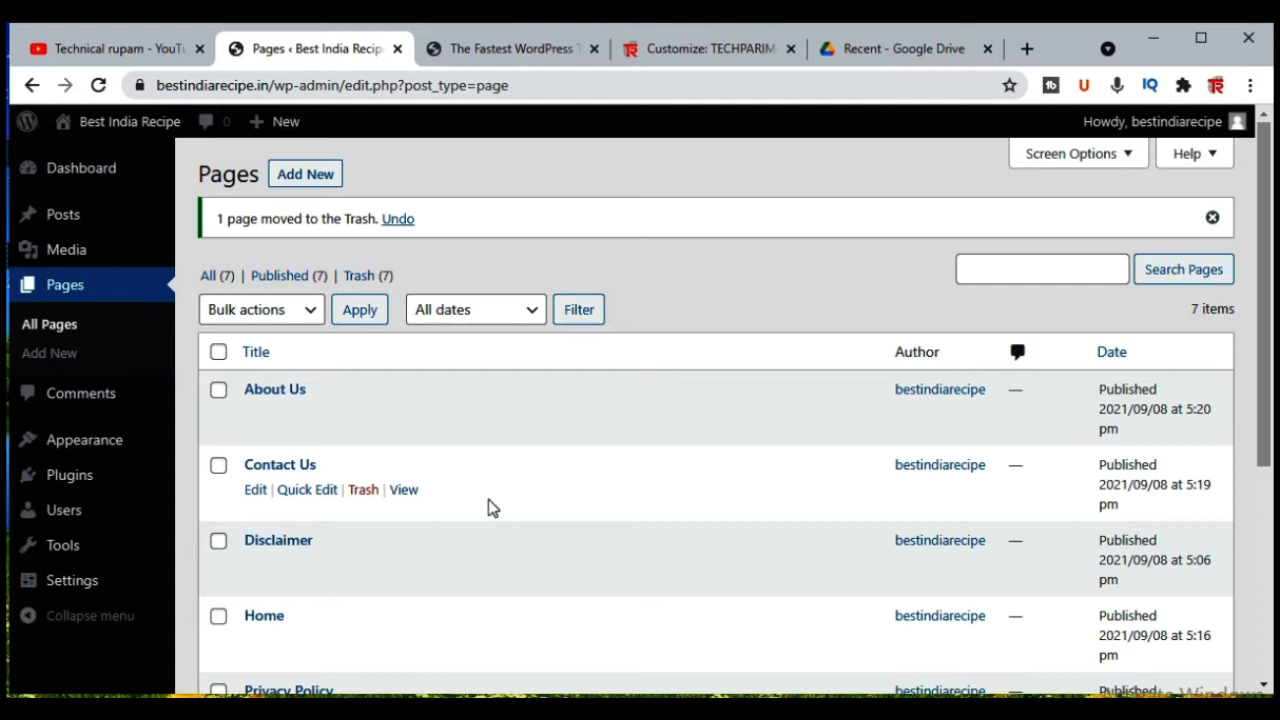 Technical rupam - YouTu
Pages ‹ Best India Recip
The Fastest WordPress T
Customize: TECHPARIM
Recent - Google Drive
bestindiarecipe.in/wp-admin/edit.php?post_type=page
Best India Recipe 0 New
Howdy, bestindiarecipe
Dashboard
Posts
Media
Pages
All Pages
Add New
Comments
Appearance
Plugins
Users
Tools
Settings
Collapse menu
Screen Options Help
Pages Add New
1 page moved to the Trash. Undo
All (7) | Published (7) | Trash (7)
Search Pages
Bulk actions Apply All dates Filter
7 items
Title Author Date
About Us bestindiarecipe — Published
2021/09/08 at 5:20
pm
Contact Us bestindiarecipe — Published
Edit | Quick Edit | Trash | View 2021/09/08 at 5:19
pm
Disclaimer bestindiarecipe — Published
2021/09/08 at 5:06
pm
Home bestindiarecipe — Published
2021/09/08 at 5:16
pm
Privacy Policy bestindiarecipe — Published